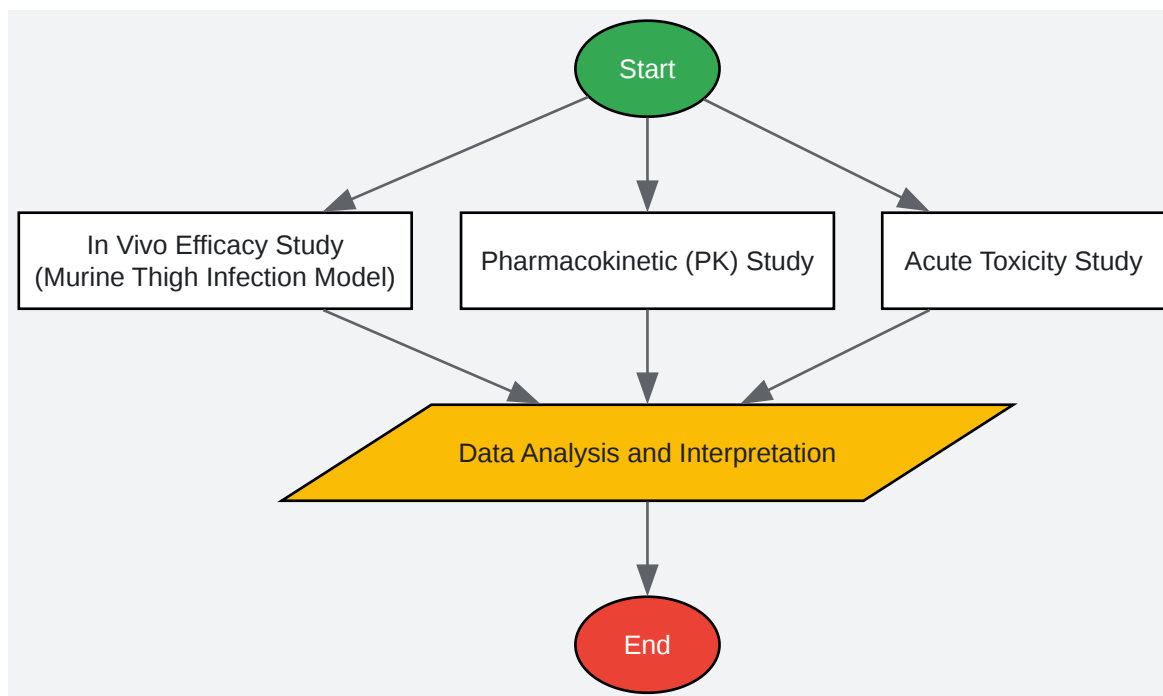 Start
In Vivo Efficacy Study
(Murine Thigh Infection Model)
Pharmacokinetic (PK) Study
Acute Toxicity Study
Data Analysis and Interpretation
End